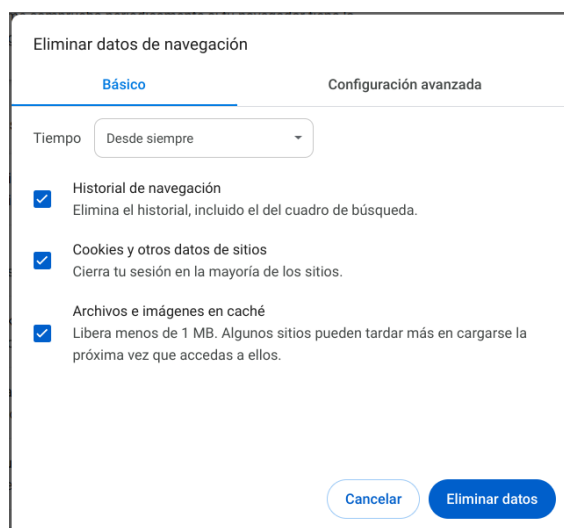 Eliminar datos de navegación
Básico
Configuración avanzada
Tiempo
Desde siempre
Historial de navegación
Elimina el historial, incluido el del cuadro de búsqueda.
Cookies y otros datos de sitios
Cierra tu sesión en la mayoría de los sitios.
Archivos e imágenes en caché
Libera menos de 1 MB. Algunos sitios pueden tardar más en cargarse la
próxima vez que accedas a ellos.
Cancelar
Eliminar datos